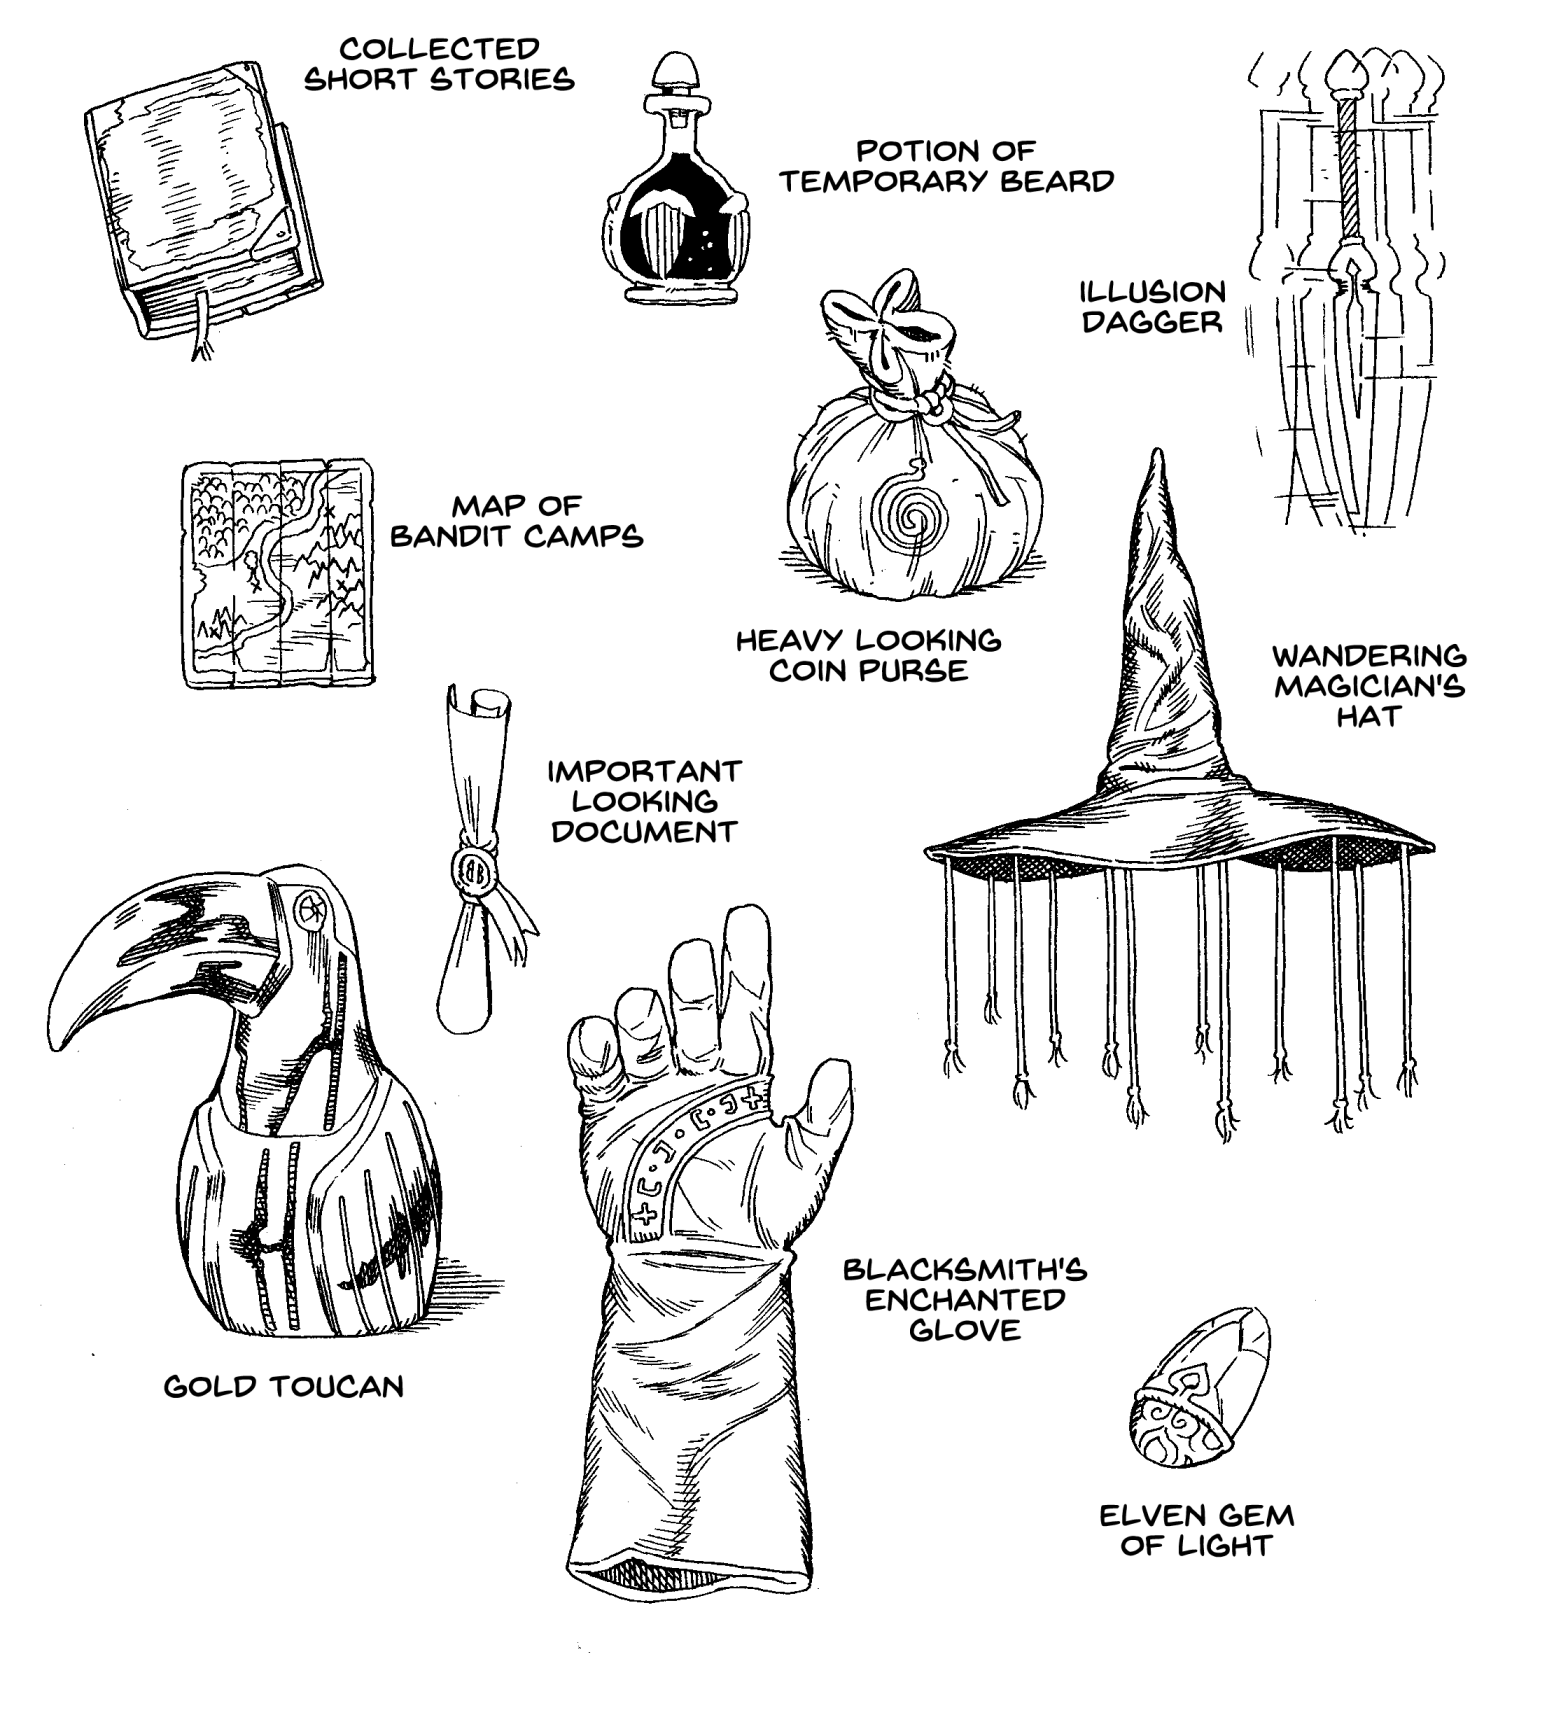 COLLECTED
SHORT STORIES
POTION OF
TEMPORARY BEARD
ILLUSION
DAGGER
MAP OF
BANDIT CAMPS
HEAVY LOOKING
COIN PURSE
WANDERING
MAGICIAN'S
HAT
IMPORTANT
LOOKING
DOCUMENT
GOLD TOUCAN
BLACKSMITH'S
ENCHANTED
GLOVE
ELVEN GEM
OF LIGHT